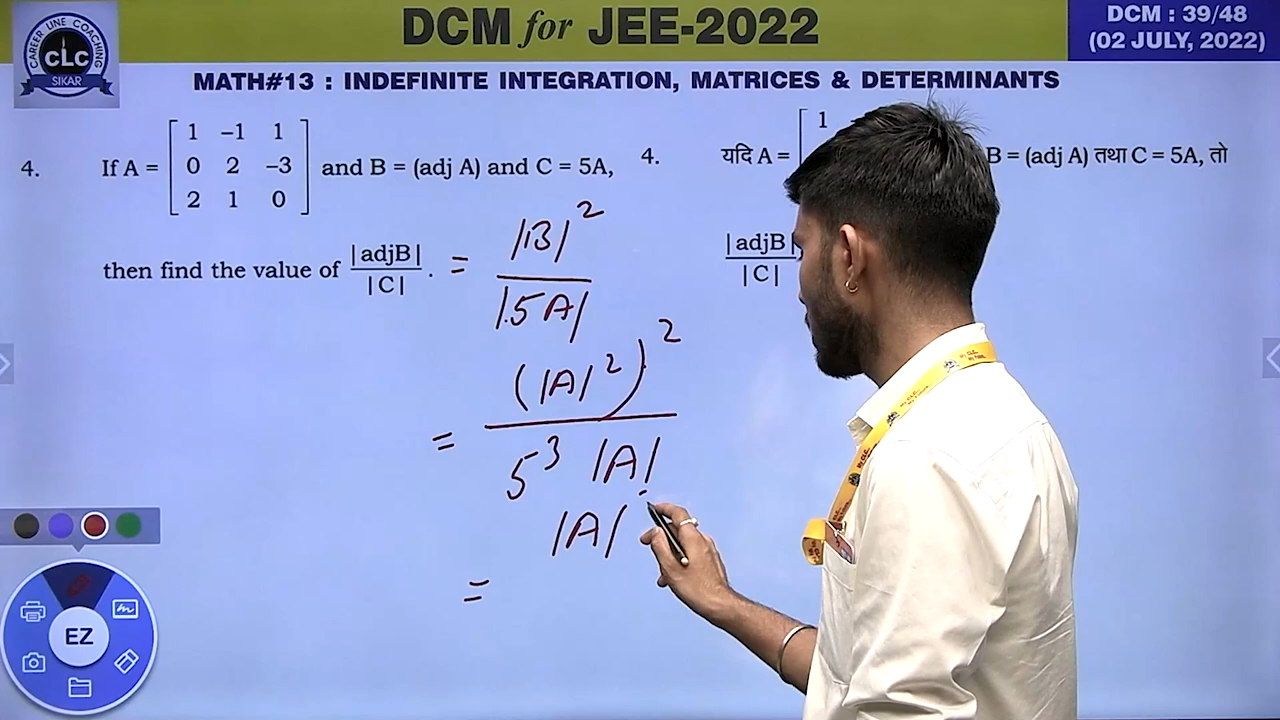 DCM for JEE-2022
DCM : 39/48
(02 JULY, 2022)
CAREER LINE COACHING
CLC
SIKAR
MATH#13 : INDEFINITE INTEGRATION, MATRICES & DETERMINANTS
4. If A = [1 –1 1
0 2 –3
2 1 0] and B = (adj A) and C = 5A,
then find the value of |adjB| / |C| .
4. यदि A = [1
B = (adj A) तथा C = 5A, तो
|adjB| / |C|
= |B|² / |5A|
= (|A|²)² / 5³ |A|
= |A|
EZ